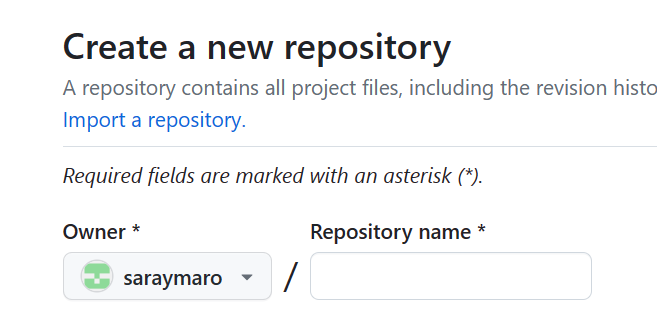 Create a new repository
A repository contains all project files, including the revision histo
Import a repository.
Required fields are marked with an asterisk (*).
Owner * Repository name *
saraymaro /